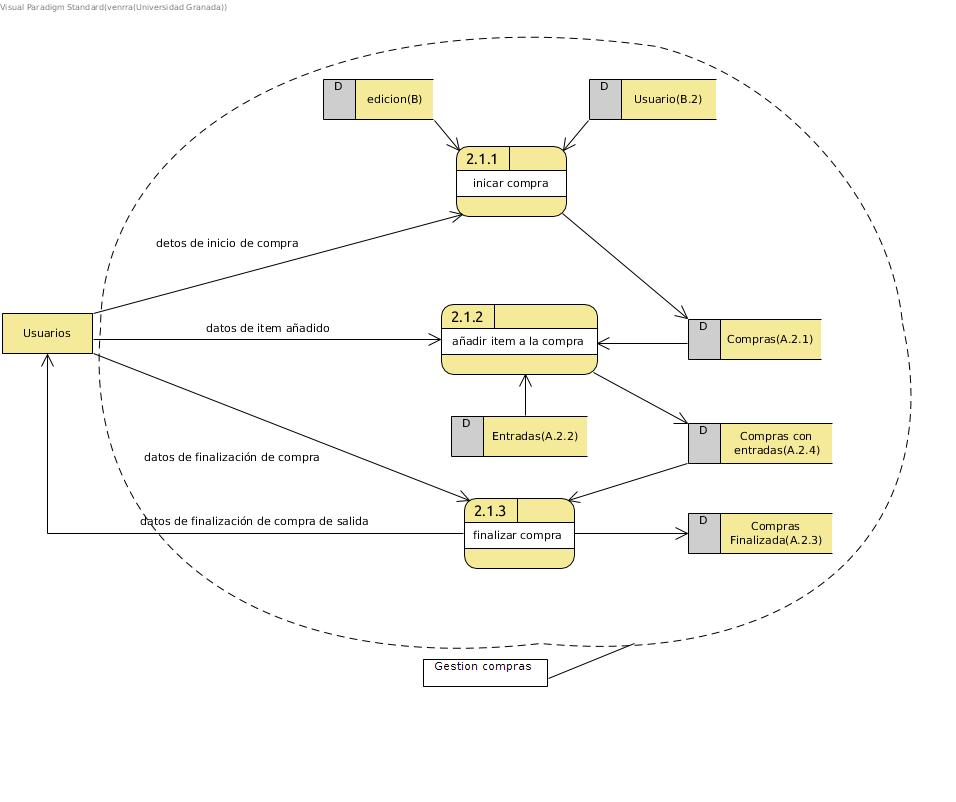 Visual Paradigm Standard(venrra(Universidad Granada))
D
edicion(B)
D
Usuario(B.2)
2.1.1
inicar compra
detos de inicio de compra
Usuarios
datos de item añadido
2.1.2
añadir item a la compra
D
Compras(A.2.1)
D
Entradas(A.2.2)
D
Compras con
entradas(A.2.4)
datos de finalización de compra
2.1.3
finalizar compra
datos de finalización de compra de salida
D
Compras
Finalizada(A.2.3)
Gestion compras